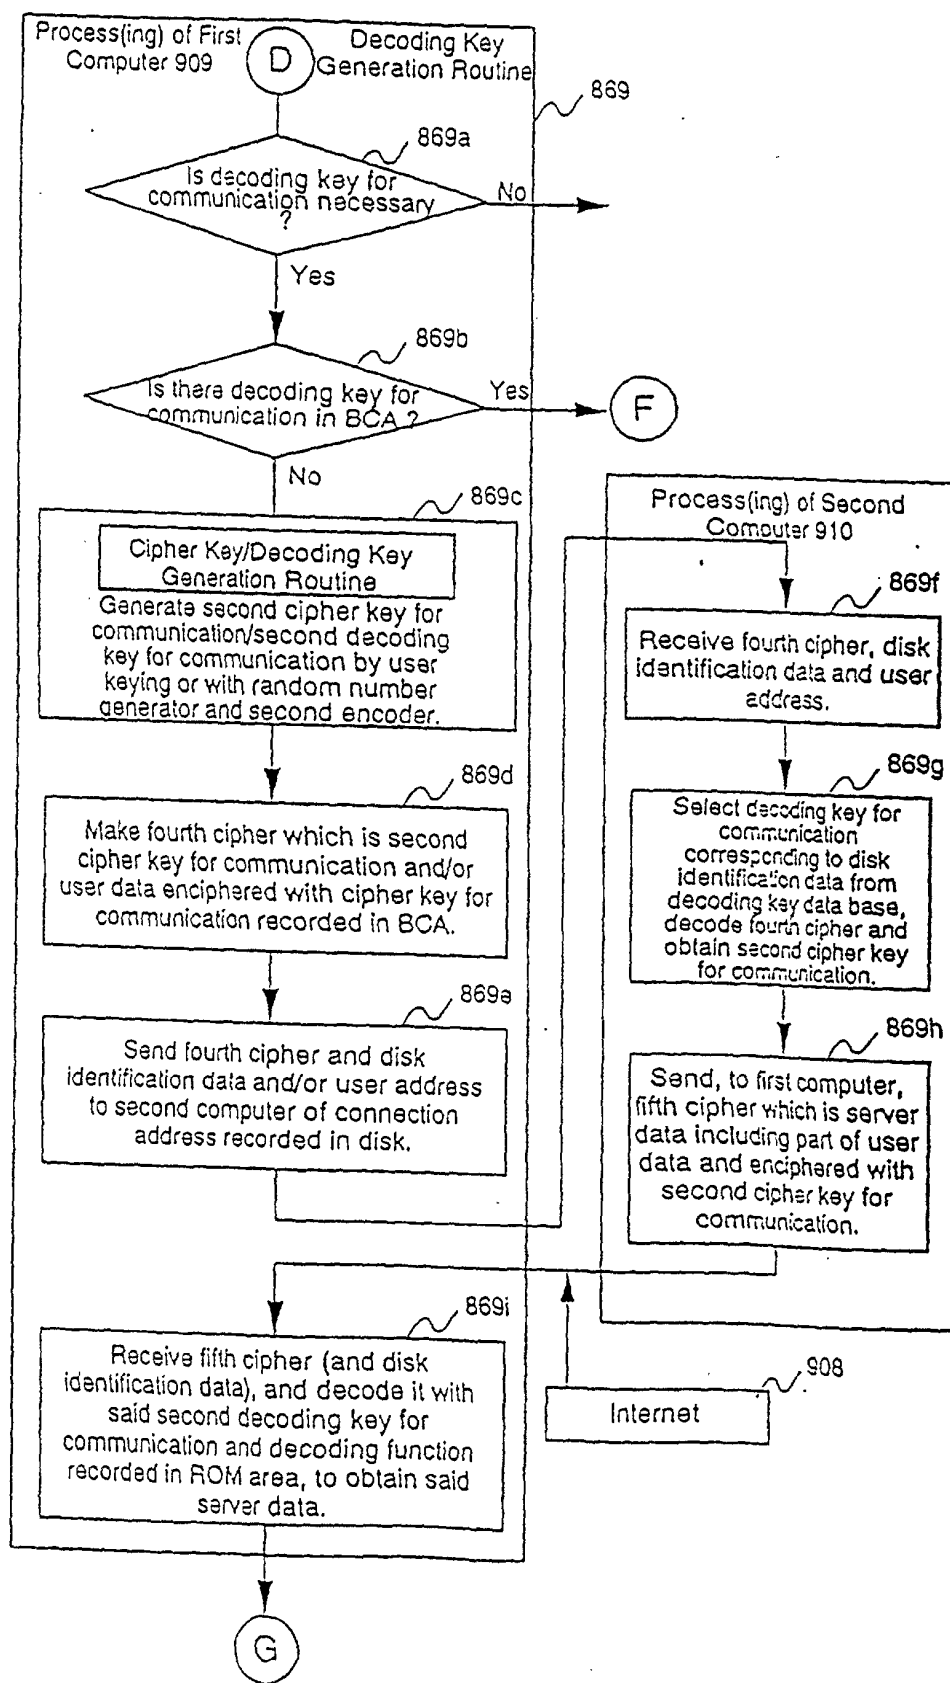 Process(ing) of First
Computer 909
D
Decoding Key
Generation Routine
869
869a
Is decoding key for
communication necessary
?
No
Yes
869b
Is there decoding key for
communication in BCA ?
Yes
F
No
869c
Cipher Key/Decoding Key
Generation Routine
Generate second cipher key for
communication/second decoding
key for communication by user
keying or with random number
generator and second encoder.
869d
Make fourth cipher which is second
cipher key for communication and/or
user data enciphered with cipher key for
communication recorded in BCA.
869e
Send fourth cipher and disk
identification data and/or user address
to second computer of connection
address recorded in disk.
Process(ing) of Second
Computer 910
869f
Receive fourth cipher, disk
identification data and user
address.
869g
Select decoding key for
communication
corresponding to disk
identification data from
decoding key data base,
decode fourth cipher and
obtain second cipher key
for communication.
869h
Send, to first computer,
fifth cipher which is server
data including part of user
data and enciphered with
second cipher key for
communication.
869i
Receive fifth cipher (and disk
identification data), and decode it with
said second decoding key for
communication and decoding function
recorded in ROM area, to obtain said
server data.
908
Internet
G